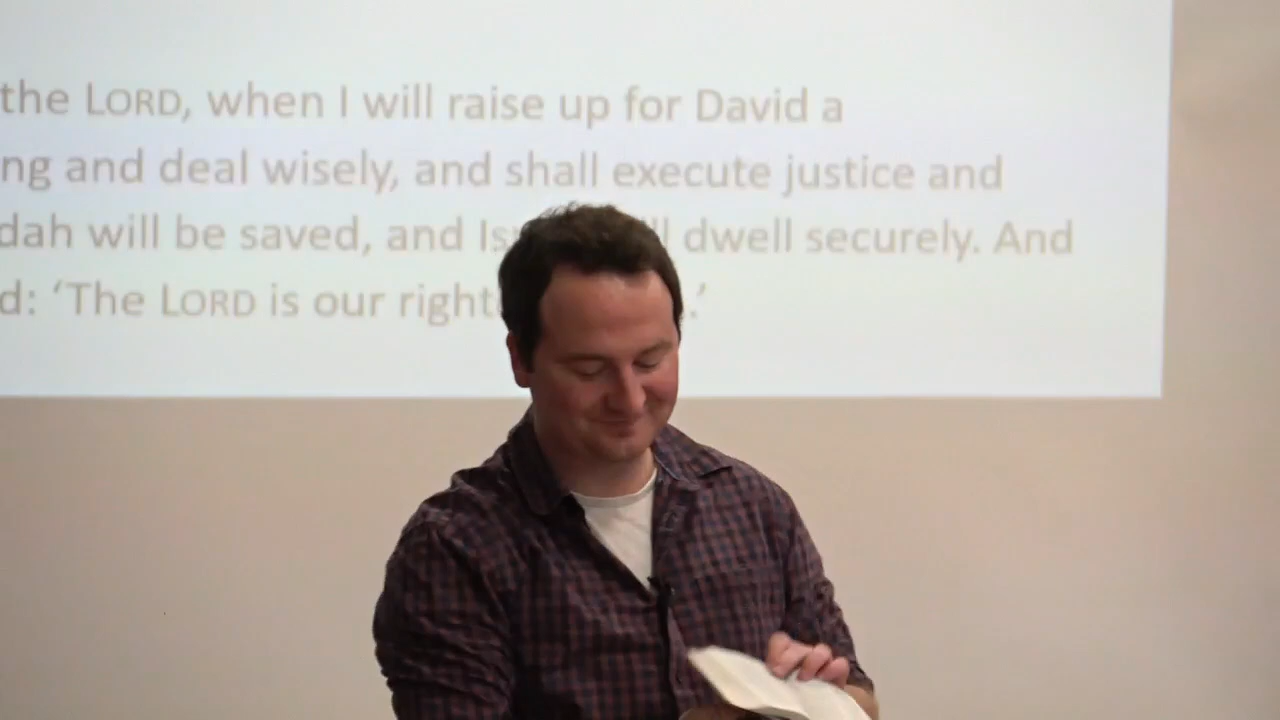 the LORD, when I will raise up for David a
ng and deal wisely, and shall execute justice and
dah will be saved, and Is ll dwell securely. And
d: ‘The LORD is our right .’